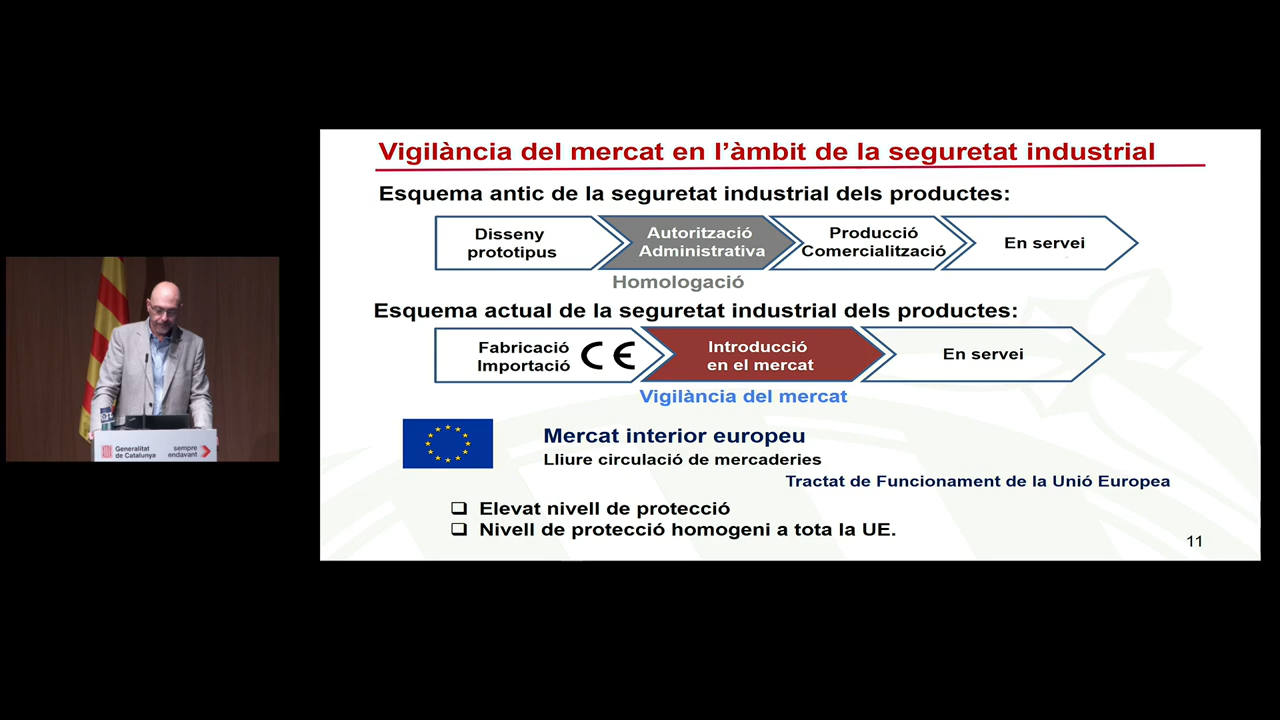 Vigilància del mercat en l'àmbit de la seguretat industrial
Esquema antic de la seguretat industrial dels productes:
Disseny
prototipus
Autorització
Administrativa
Producció
Comercialització
En servei
Homologació
Esquema actual de la seguretat industrial dels productes:
Fabricació
Importació
CE
Introducció
en el mercat
En servei
Vigilància del mercat
Mercat interior europeu
Lliure circulació de mercaderies
Tractat de Funcionament de la Unió Europea
Elevat nivell de protecció
Nivell de protecció homogeni a tota la UE.
11
Generalitat
de Catalunya
sempre
endavant